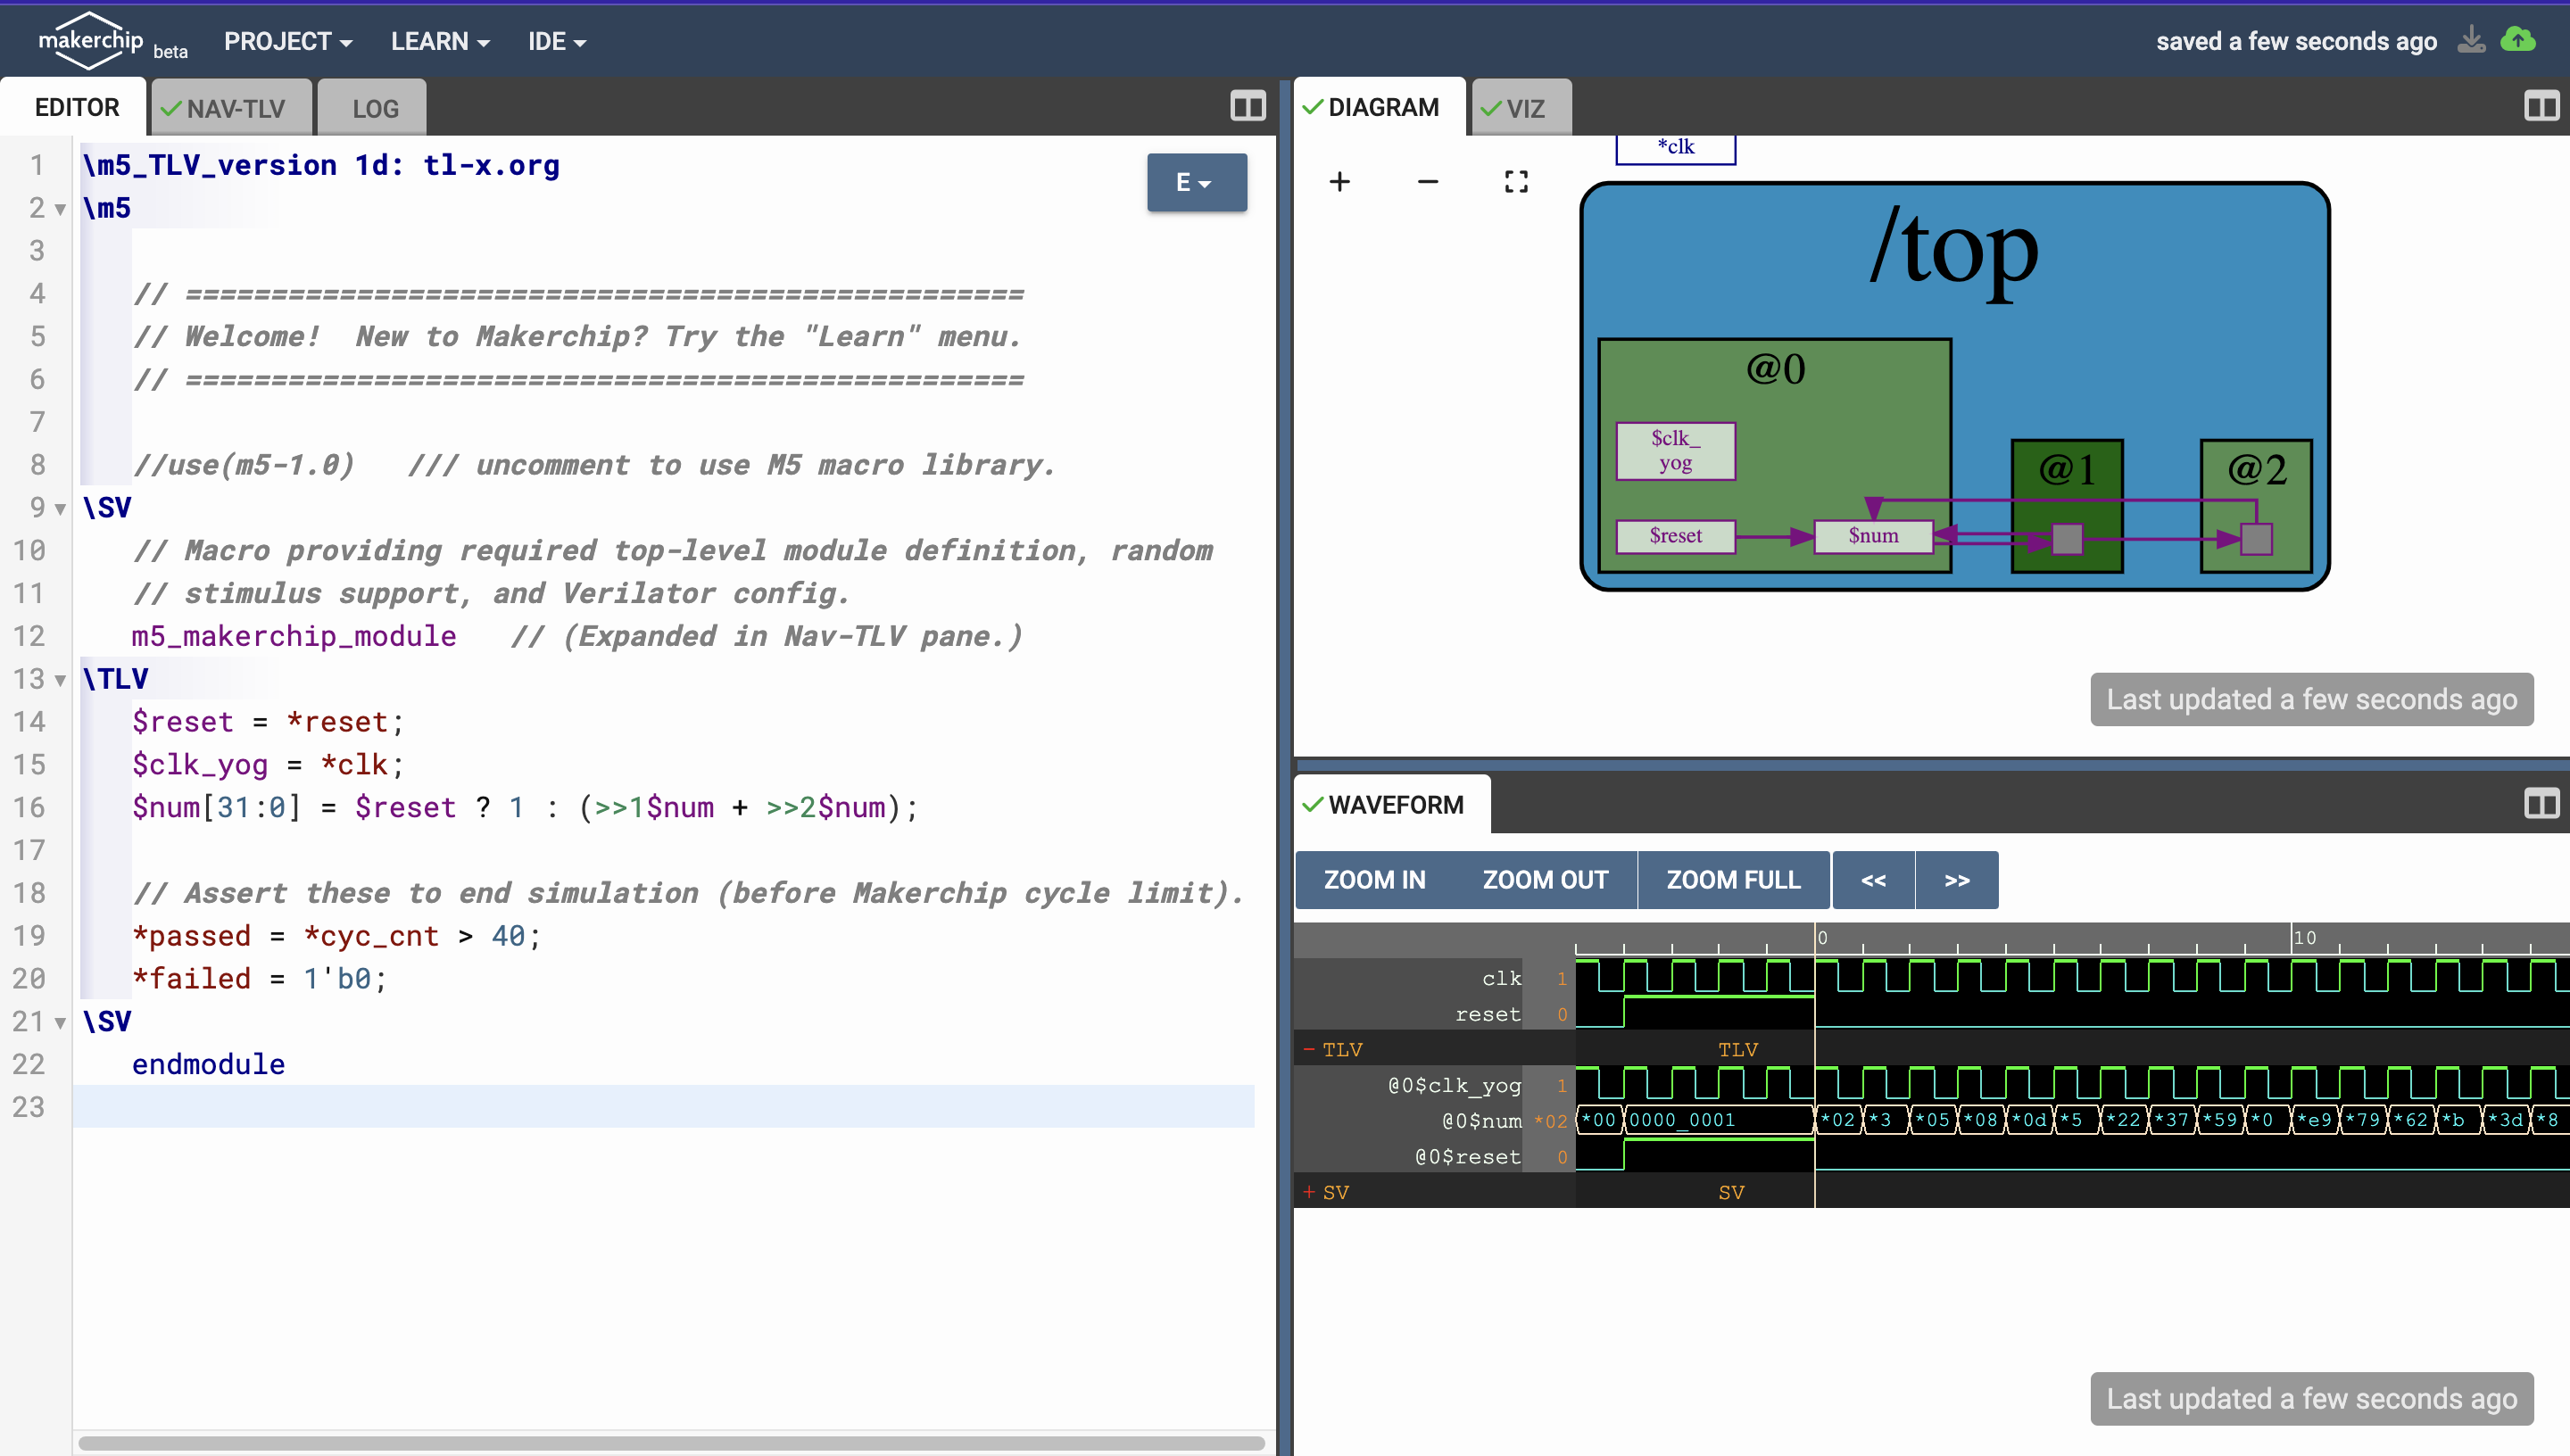 makerchip beta PROJECT LEARN IDE saved a few seconds ago
EDITOR NAV-TLV LOG
1 \m5_TLV_version 1d: tl-x.org
E
2 \m5
3
4 // =================================================
5 // Welcome!  New to Makerchip? Try the "Learn" menu.
6 // =================================================
7
8 //use(m5-1.0)   /// uncomment to use M5 macro library.
9 \SV
10 // Macro providing required top-level module definition, random
11 // stimulus support, and Verilator config.
12 m5_makerchip_module   // (Expanded in Nav-TLV pane.)
13 \TLV
14 $reset = *reset;
15 $clk_yog = *clk;
16 $num[31:0] = $reset ? 1 : (>>1$num + >>2$num);
17
18 // Assert these to end simulation (before Makerchip cycle limit).
19 *passed = *cyc_cnt > 40;
20 *failed = 1'b0;
21 \SV
22 endmodule
23
DIAGRAM VIZ
*clk
+ −
/top
@0
$clk_
yog
@1 @2
$reset $num
Last updated a few seconds ago
WAVEFORM
ZOOM IN ZOOM OUT ZOOM FULL << >>
0 10
clk 1
reset 0
− TLV TLV
@0$clk_yog 1
@0$num *02 *00 0000_0001 *02 *3 *05 *08 *0d *5 *22 *37 *59 *0 *e9 *79 *62 *b *3d *8
@0$reset 0
+ SV SV
Last updated a few seconds ago